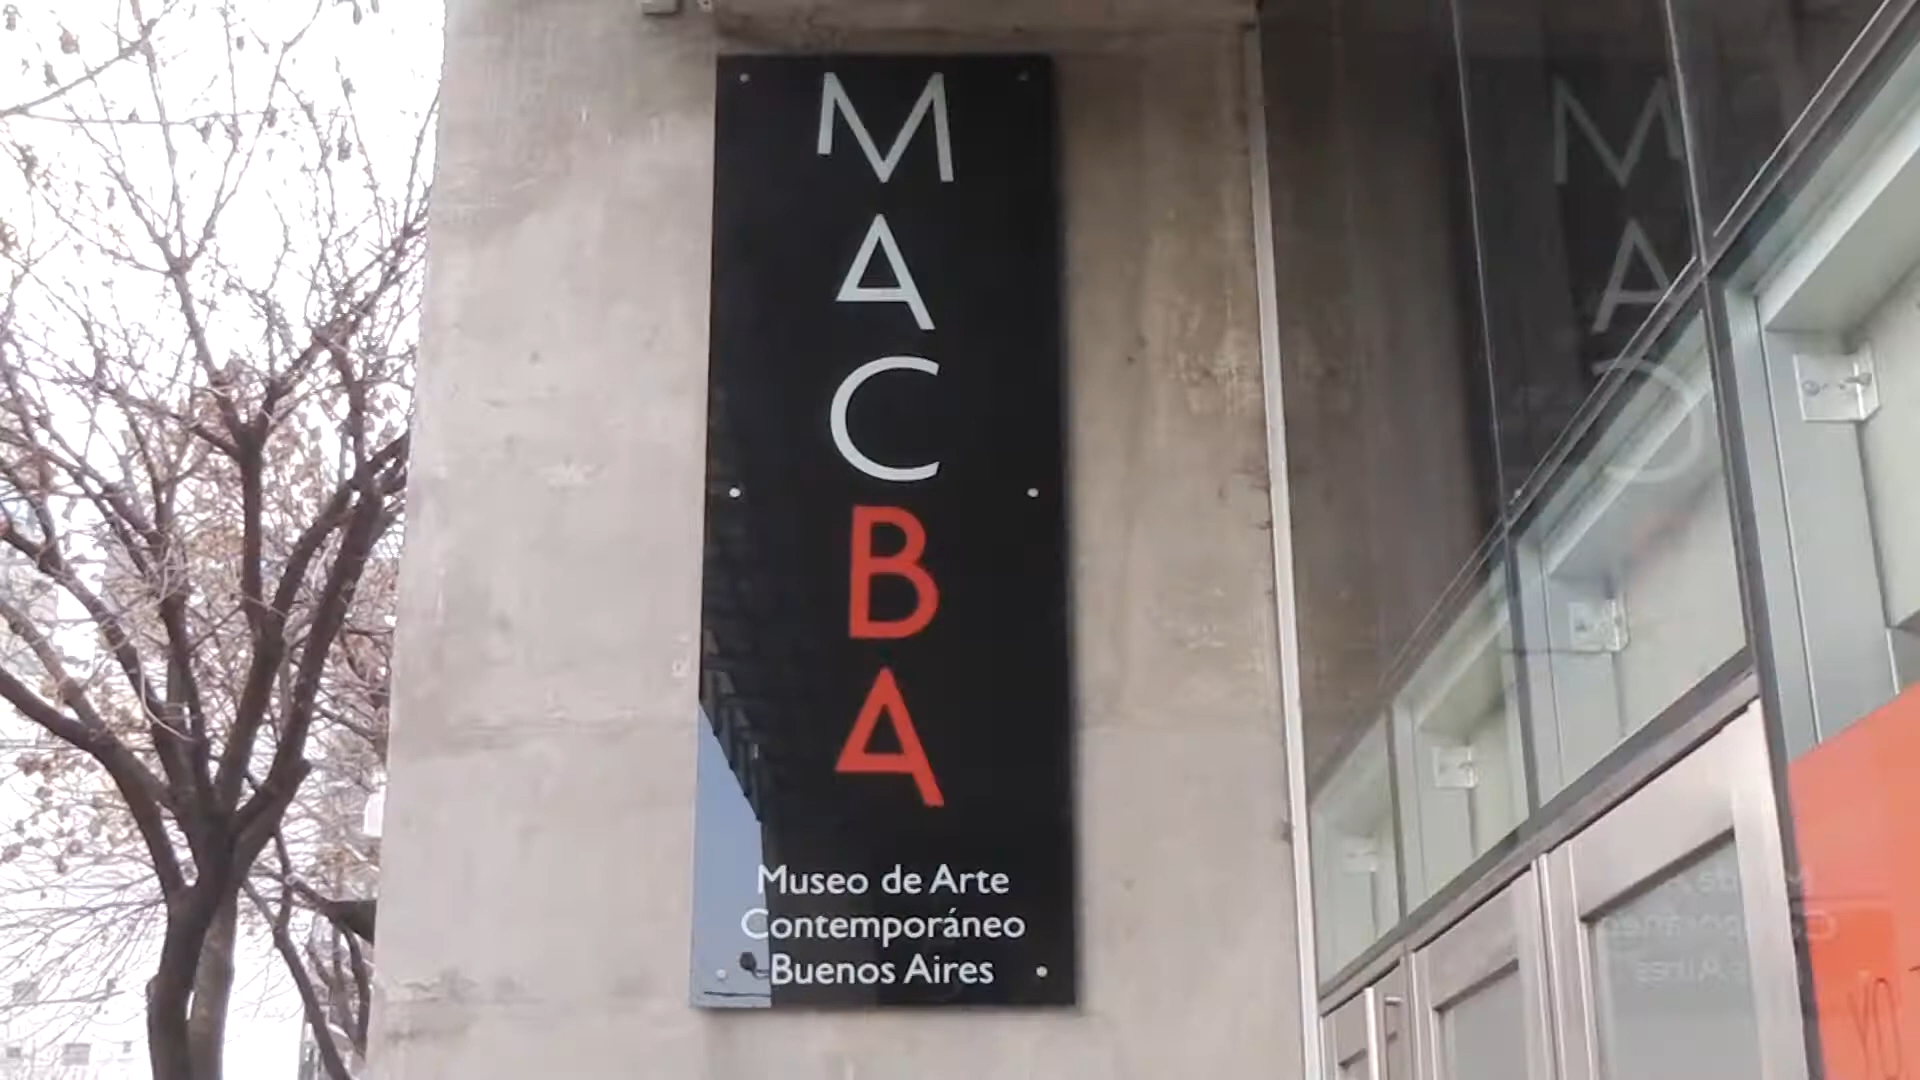 M
A
C
B
A
Museo de Arte
Contemporáneo
Buenos Aires